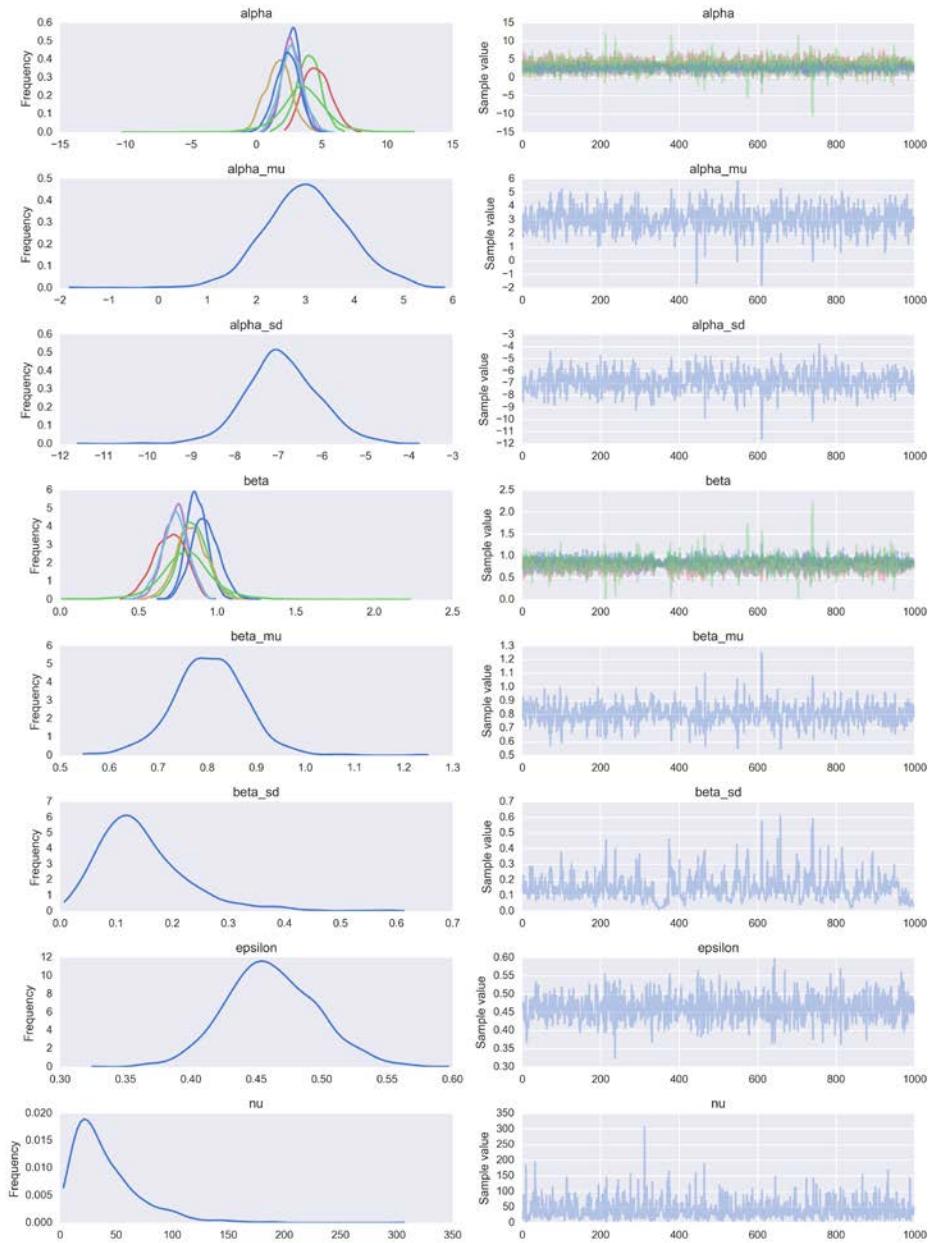 alpha
Frequency
0.6
0.5
0.4
0.3
0.2
0.1
0.0
−15 −10 −5 0 5 10 15
alpha
Sample value
15
10
5
0
−5
−10
−15
0 200 400 600 800 1000
alpha_mu
Frequency
0.5
0.4
0.3
0.2
0.1
0.0
−2 −1 0 1 2 3 4 5 6
alpha_mu
Sample value
6
5
4
3
2
1
0
−1
−2
0 200 400 600 800 1000
alpha_sd
Frequency
0.6
0.5
0.4
0.3
0.2
0.1
0.0
−12 −11 −10 −9 −8 −7 −6 −5 −4 −3
alpha_sd
Sample value
−3
−4
−5
−6
−7
−8
−9
−10
−11
−12
0 200 400 600 800 1000
beta
Frequency
6
5
4
3
2
1
0
0.0 0.5 1.0 1.5 2.0 2.5
beta
Sample value
2.5
2.0
1.5
1.0
0.5
0.0
0 200 400 600 800 1000
beta_mu
Frequency
6
5
4
3
2
1
0
0.5 0.6 0.7 0.8 0.9 1.0 1.1 1.2 1.3
beta_mu
Sample value
1.3
1.2
1.1
1.0
0.9
0.8
0.7
0.6
0.5
0 200 400 600 800 1000
beta_sd
Frequency
7
6
5
4
3
2
1
0
0.0 0.1 0.2 0.3 0.4 0.5 0.6 0.7
beta_sd
Sample value
0.7
0.6
0.5
0.4
0.3
0.2
0.1
0.0
0 200 400 600 800 1000
epsilon
Frequency
12
10
8
6
4
2
0
0.30 0.35 0.40 0.45 0.50 0.55 0.60
epsilon
Sample value
0.60
0.55
0.50
0.45
0.40
0.35
0.30
0 200 400 600 800 1000
nu
Frequency
0.020
0.015
0.010
0.005
0.000
0 50 100 150 200 250 300 350
nu
Sample value
350
300
250
200
150
100
50
0
0 200 400 600 800 1000